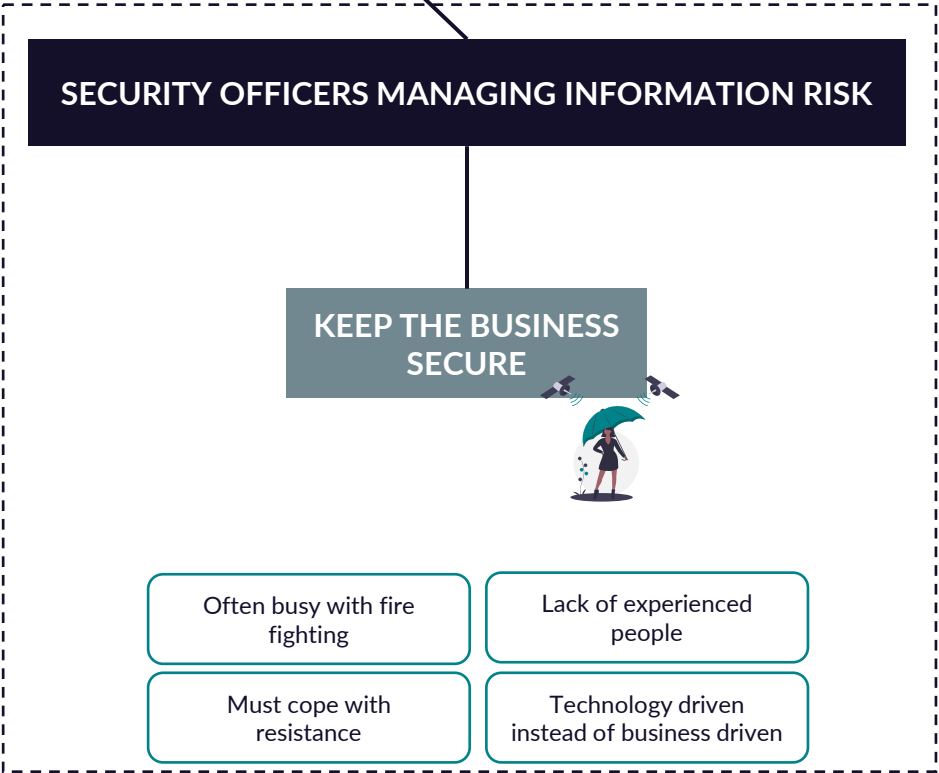 SECURITY OFFICERS MANAGING INFORMATION RISK
KEEP THE BUSINESS
SECURE
Often busy with fire
fighting
Lack of experienced
people
Must cope with
resistance
Technology driven
instead of business driven